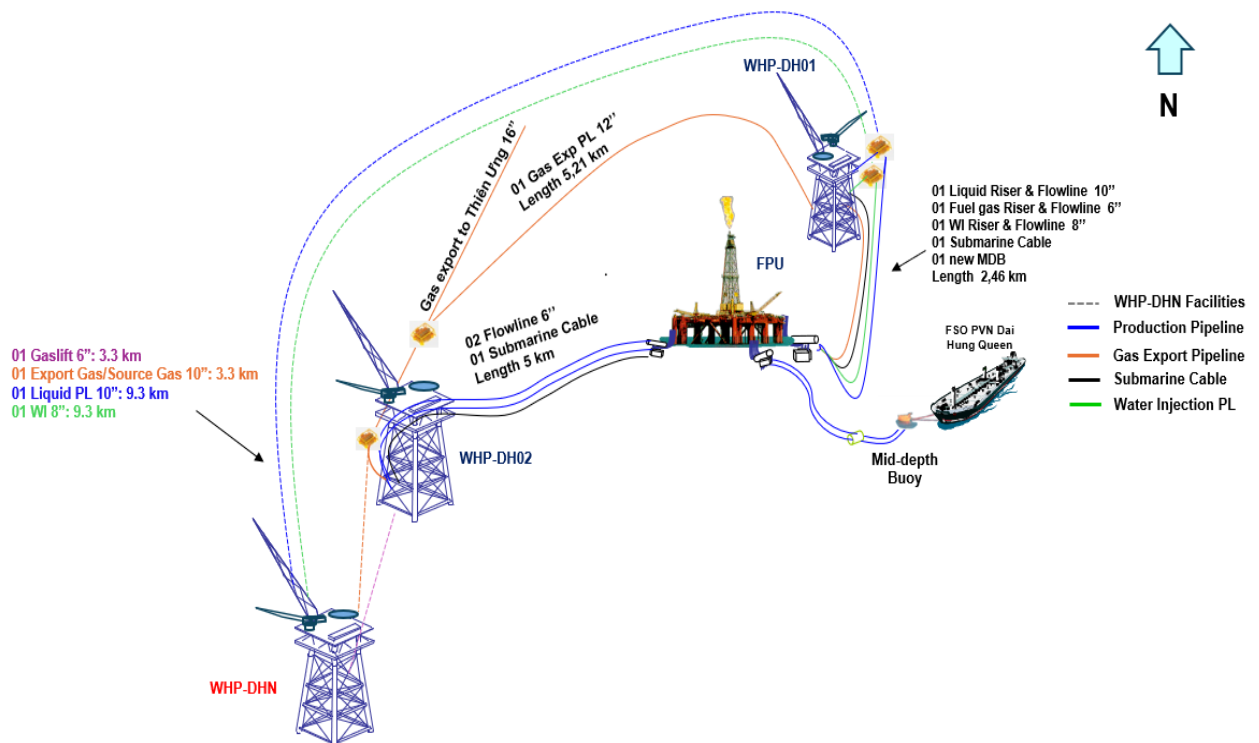 WHP-DH01
N
Gas export to Thiên Ưng 16’’
01 Gas Exp PL 12’’
Length 5,21 km
01 Liquid Riser & Flowline 10’’
01 Fuel gas Riser & Flowline 6’’
01 WI Riser & Flowline 8’’
01 Submarine Cable
01 new MDB
Length 2,46 km
FPU
02 Flowline 6’’
01 Submarine Cable
Length 5 km
FSO PVN Dai
Hung Queen
WHP-DHN Facilities
Production Pipeline
Gas Export Pipeline
Submarine Cable
Water Injection PL
01 Gaslift 6’’: 3.3 km
01 Export Gas/Source Gas 10’’: 3.3 km
01 Liquid PL 10’’: 9.3 km
01 WI 8’’: 9.3 km
WHP-DH02
Mid-depth
Buoy
WHP-DHN